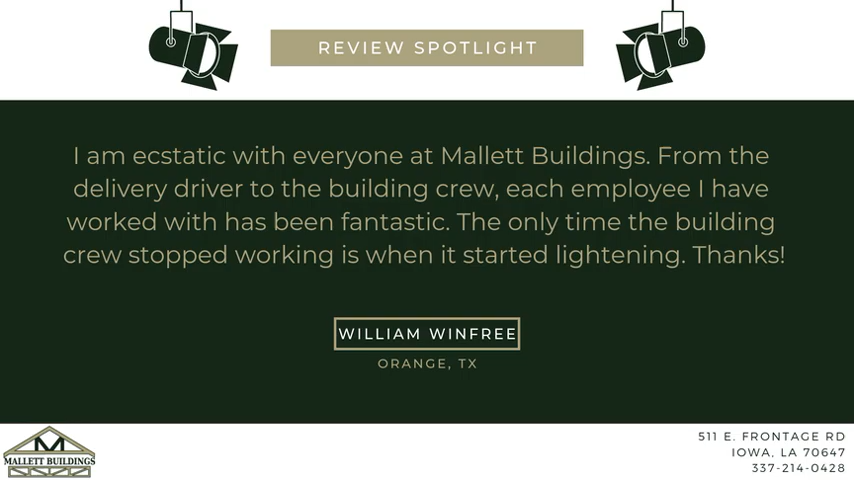 REVIEW SPOTLIGHT
I am ecstatic with everyone at Mallett Buildings. From the
delivery driver to the building crew, each employee I have
worked with has been fantastic. The only time the building
crew stopped working is when it started lightening. Thanks!
WILLIAM WINFREE
ORANGE, TX
M
MALLETT BUILDINGS
511 E. FRONTAGE RD
IOWA, LA 70647
337-214-0428